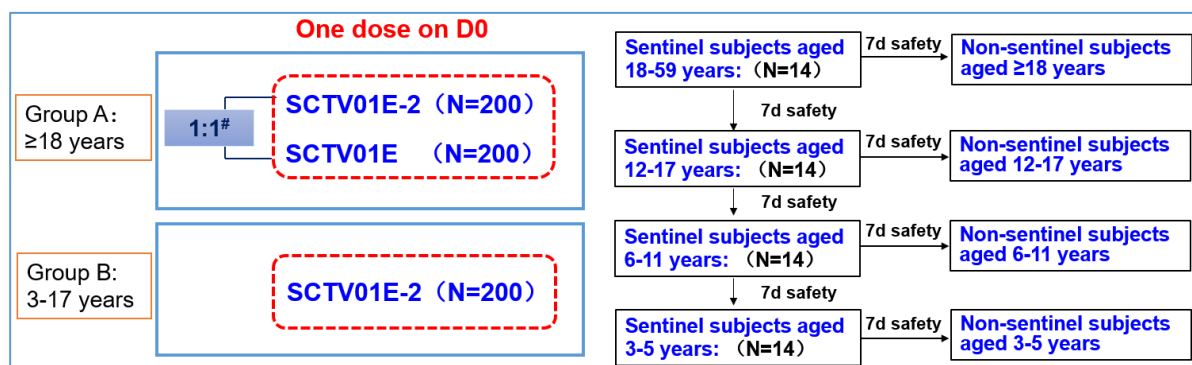 One dose on D0
Group A：
≥18 years
1:1#
SCTV01E-2（N=200）
SCTV01E （N=200）
Group B:
3-17 years
SCTV01E-2（N=200）
Sentinel subjects aged
18-59 years:（N=14）
7d safety
Non-sentinel subjects
aged ≥18 years
7d safety
Sentinel subjects aged
12-17 years:（N=14）
7d safety
Non-sentinel subjects
aged 12-17 years
7d safety
Sentinel subjects aged
6-11 years:（N=14）
7d safety
Non-sentinel subjects
aged 6-11 years
7d safety
Sentinel subjects aged
3-5 years:（N=14）
7d safety
Non-sentinel subjects
aged 3-5 years